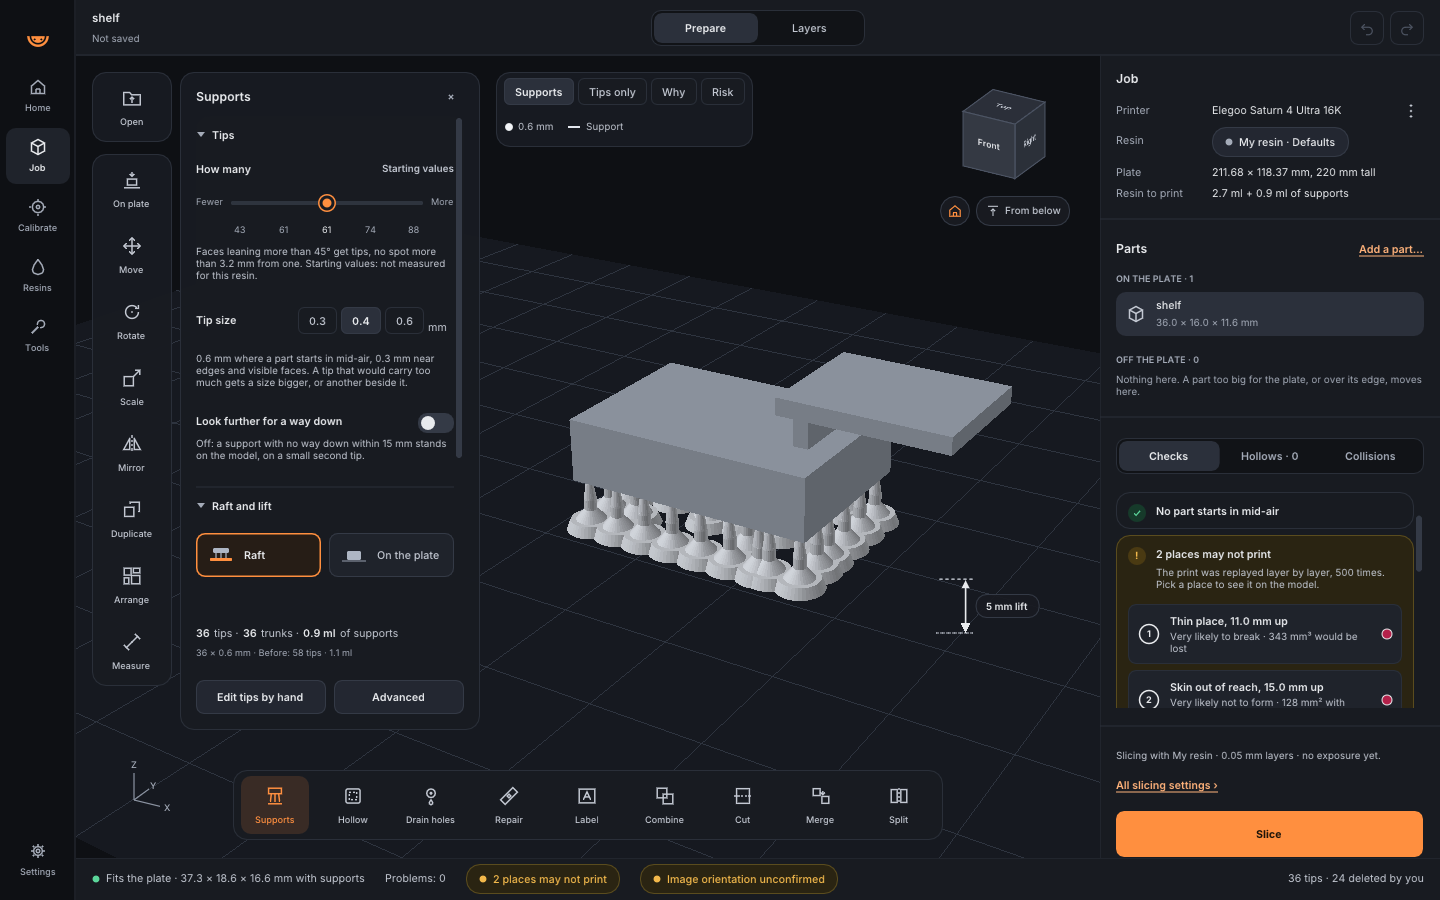 shelf
Not saved
Prepare
Layers
Home
Job
Calibrate
Resins
Tools
Settings
Open
On plate
Move
Rotate
Scale
Mirror
Duplicate
Arrange
Measure
Supports
×
Tips
How many
Starting values
Fewer
More
43 61 61 74 88
Faces leaning more than 45° get tips, no spot more
than 3.2 mm from one. Starting values: not measured
for this resin.
Tip size
0.3
0.4
0.6
mm
0.6 mm where a part starts in mid-air, 0.3 mm near
edges and visible faces. A tip that would carry too
much gets a size bigger, or another beside it.
Look further for a way down
Off: a support with no way down within 15 mm stands
on the model, on a small second tip.
Raft and lift
Raft
On the plate
36 tips · 36 trunks · 0.9 ml of supports
36 × 0.6 mm · Before: 58 tips · 1.1 ml
Edit tips by hand
Advanced
Supports
Tips only
Why
Risk
0.6 mm
Support
Top
Front
Right
From below
5 mm lift
Z
Y
X
Supports
Hollow
Drain holes
Repair
Label
Combine
Cut
Merge
Split
Job
Printer
Elegoo Saturn 4 Ultra 16K
Resin
My resin · Defaults
Plate
211.68 × 118.37 mm, 220 mm tall
Resin to print
2.7 ml + 0.9 ml of supports
Parts
Add a part...
ON THE PLATE · 1
shelf
36.0 × 16.0 × 11.6 mm
OFF THE PLATE · 0
Nothing here. A part too big for the plate, or over its edge, moves
here.
Checks
Hollows · 0
Collisions
No part starts in mid-air
!
2 places may not print
The print was replayed layer by layer, 500 times.
Pick a place to see it on the model.
1
Thin place, 11.0 mm up
Very likely to break · 343 mm³ would be
lost
2
Skin out of reach, 15.0 mm up
Very likely not to form · 128 mm² with
Slicing with My resin · 0.05 mm layers · no exposure yet.
All slicing settings ›
Slice
Fits the plate · 37.3 × 18.6 × 16.6 mm with supports
Problems: 0
2 places may not print
Image orientation unconfirmed
36 tips · 24 deleted by you